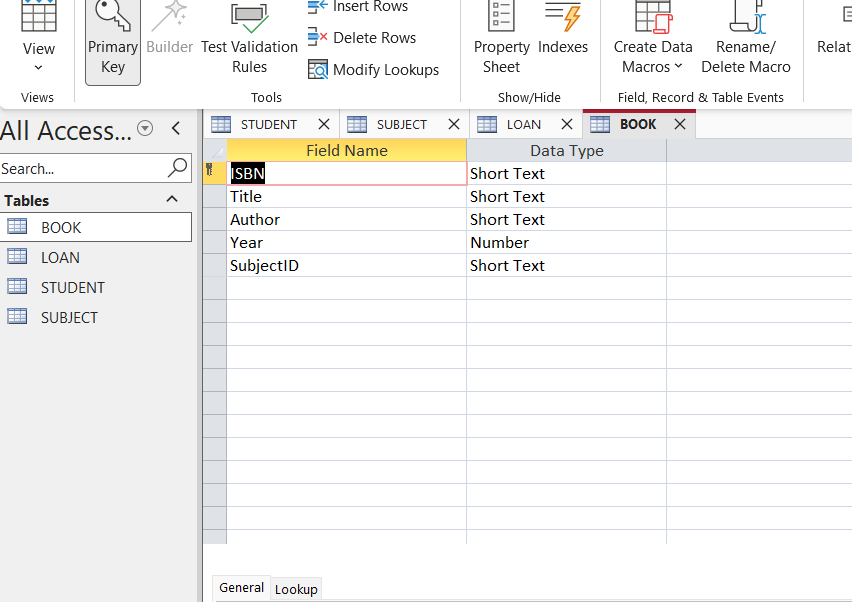 Insert Rows
View Primary Key Builder Test Validation Rules Delete Rows Property Sheet Indexes Create Data Macros Rename/ Delete Macro
Modify Lookups
Views Tools Show/Hide Field, Record & Table Events
All Access...
STUDENT SUBJECT LOAN BOOK
Search...
Field Name Data Type
Tables
ISBN Short Text
Title Short Text
Author Short Text
Year Number
SubjectID Short Text
BOOK
LOAN
STUDENT
SUBJECT
General Lookup